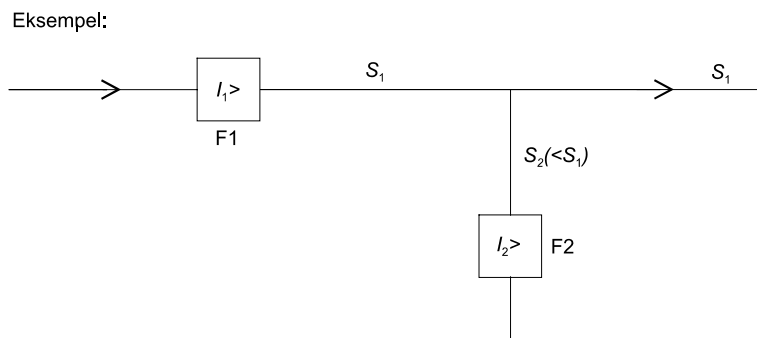 Eksempel:
S₁
S₁
I₁>
F1
S₂(<S₁)
I₂>
F2